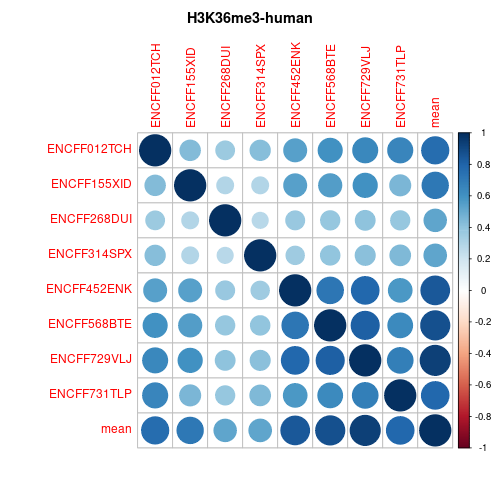 H3K36me3-human
ENCFF012TCH
ENCFF155XID
ENCFF268DUI
ENCFF314SPX
ENCFF452ENK
ENCFF568BTE
ENCFF729VLJ
ENCFF731TLP
mean
ENCFF012TCH
ENCFF155XID
ENCFF268DUI
ENCFF314SPX
ENCFF452ENK
ENCFF568BTE
ENCFF729VLJ
ENCFF731TLP
mean
1
0.8
0.6
0.4
0.2
0
-0.2
-0.4
-0.6
-0.8
-1